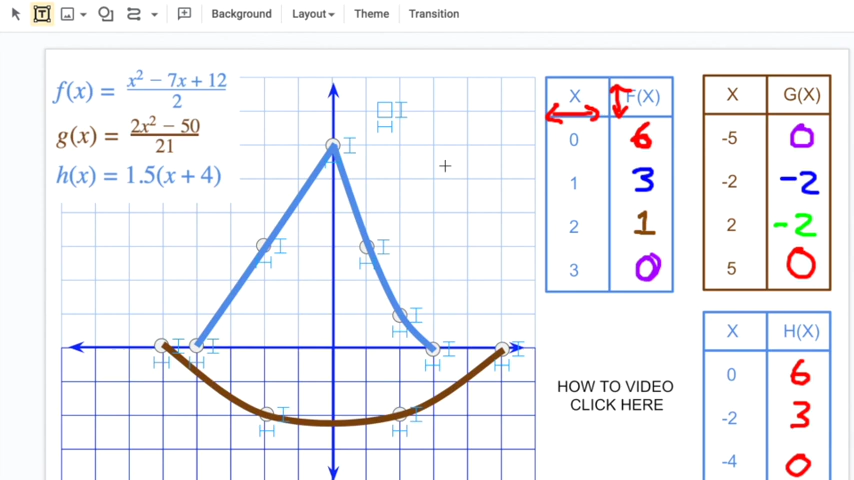 Background Layout Theme Transition
f(x) = x² − 7x + 12 / 2
g(x) = 2x² − 50 / 21
h(x) = 1.5(x + 4)
X F(X)
0 6
1 3
2 1
3 0
X G(X)
-5 0
-2 -2
2 -2
5 0
HOW TO VIDEO
CLICK HERE
X H(X)
0 6
-2 3
-4 0